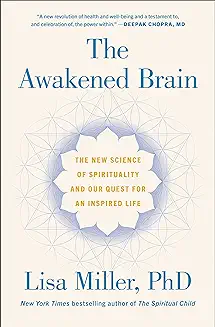 "A new revolution of health and well-being and a testament to,
and celebration of, the power within." — DEEPAK CHOPRA, MD
The
Awakened Brain
THE NEW SCIENCE
OF SPIRITUALITY
AND OUR QUEST FOR
AN INSPIRED LIFE
Lisa Miller, PhD
New York Times bestselling author of The Spiritual Child